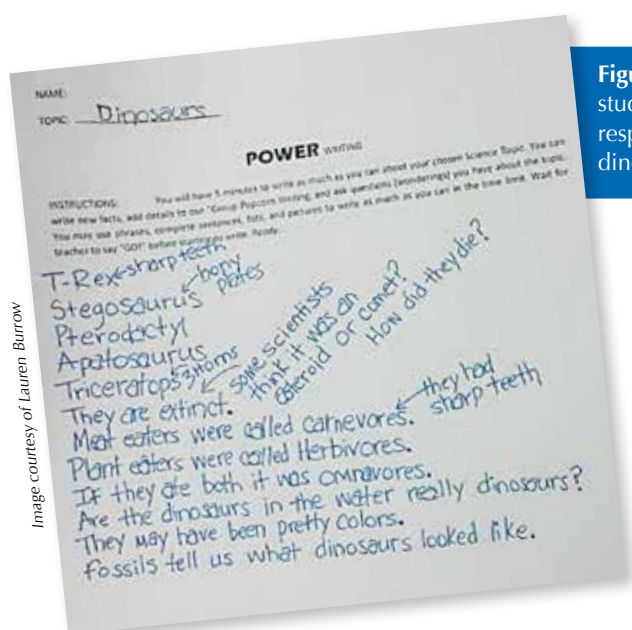 NAME:
TOPIC: Dinosaurs
POWER WRITING
INSTRUCTIONS: You will have 5 minutes to write as much as you can about your chosen Science Topic. You can
write new facts, add details to our "Group Popcorn Writing, and ask questions (wonderings) you have about the topic.
You may use phrases, complete sentences, lists, and pictures to write as much as you can in the time limit. Wait for
teacher to say "GO!" before starting to write. Ready.
T-Rex sharp teeth
Stegosaurus bony plates
Pterodactyl
Apatosaurus
Triceratops 3 Horns
They are extinct. some scientists
think it was an
asteroid or comet?
How did they die?
Meat eaters were called carnevores. they had
sharp teeth
Plant eaters were called Herbivores.
If they ate both it was omnavores.
Are the dinosaurs in the water really dinosaurs?
They may have been pretty colors.
fossils tell us what dinosaurs looked like.
Image courtesy of Lauren Burrow
Figu
stud
resp
dino